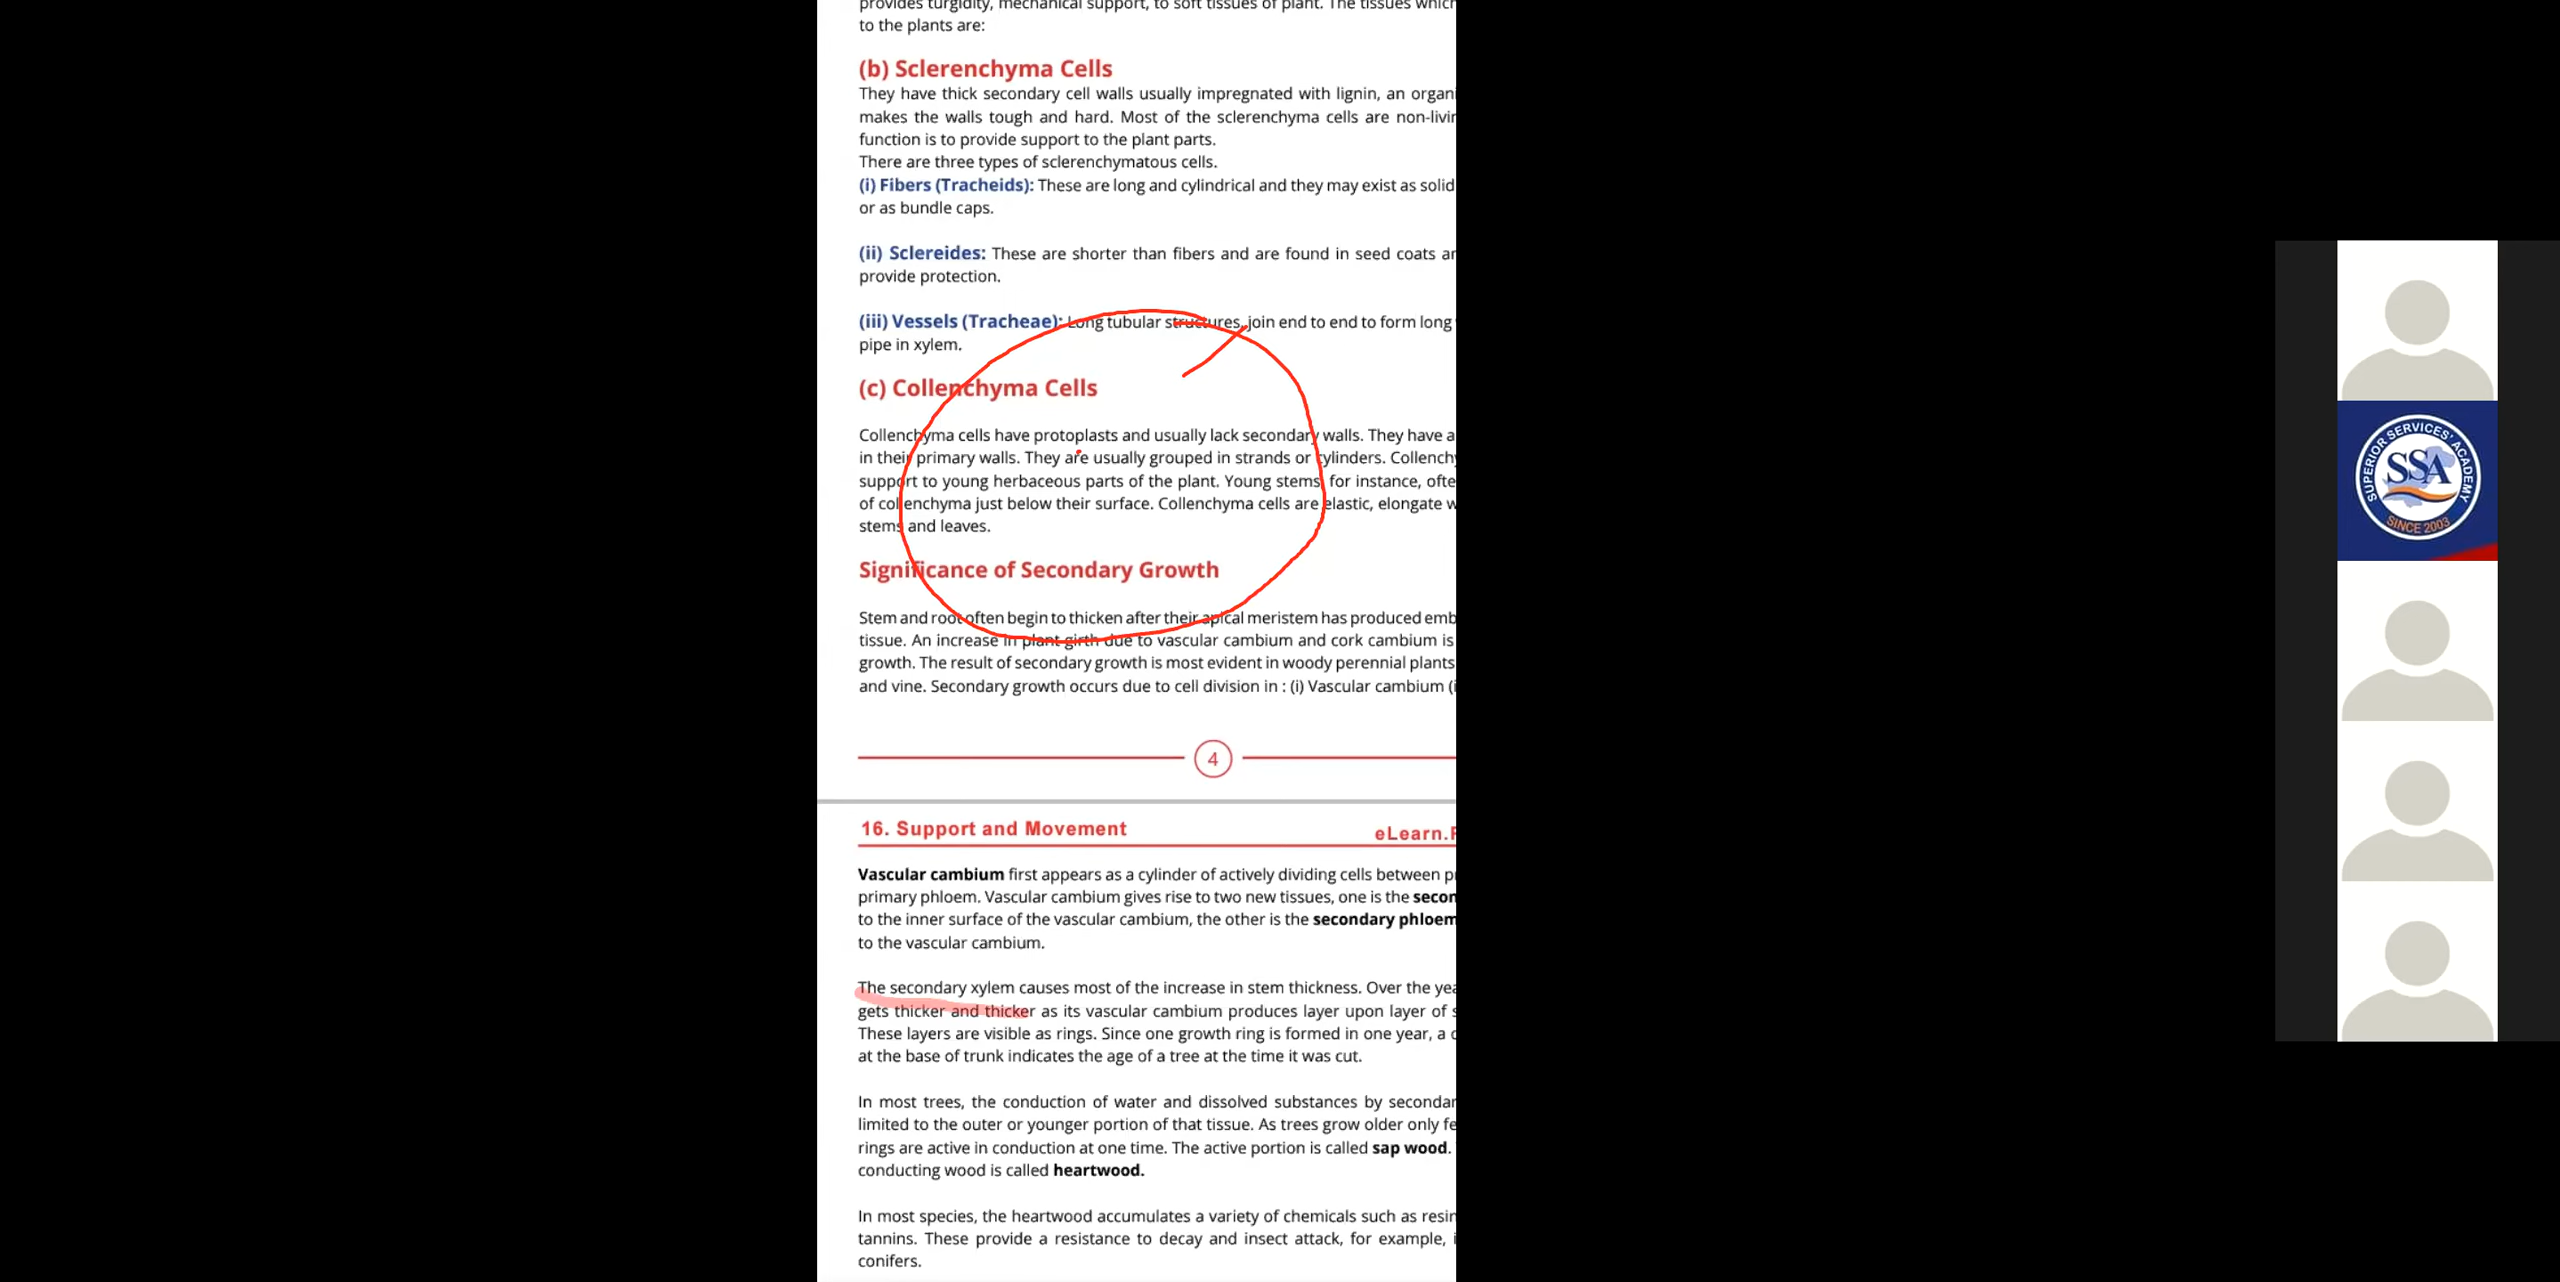 provides turgidity, mechanical support, to soft tissues of plant. The tissues which
to the plants are:
(b) Sclerenchyma Cells
They have thick secondary cell walls usually impregnated with lignin, an organi
makes the walls tough and hard. Most of the sclerenchyma cells are non-livin
function is to provide support to the plant parts.
There are three types of sclerenchymatous cells.
(i) Fibers (Tracheids): These are long and cylindrical and they may exist as solid
or as bundle caps.
(ii) Sclereides: These are shorter than fibers and are found in seed coats an
provide protection.
(iii) Vessels (Tracheae): Long tubular structures, join end to end to form long
pipe in xylem.
(c) Collenchyma Cells
Collenchyma cells have protoplasts and usually lack secondary walls. They have a
in their primary walls. They are usually grouped in strands or cylinders. Collenchy
support to young herbaceous parts of the plant. Young stems, for instance, ofte
of collenchyma just below their surface. Collenchyma cells are elastic, elongate w
stems and leaves.
Significance of Secondary Growth
Stem and root often begin to thicken after their apical meristem has produced emb
tissue. An increase in plant girth due to vascular cambium and cork cambium is
growth. The result of secondary growth is most evident in woody perennial plants
and vine. Secondary growth occurs due to cell division in : (i) Vascular cambium (i
4
16. Support and Movement
eLearn.P
Vascular cambium first appears as a cylinder of actively dividing cells between p
primary phloem. Vascular cambium gives rise to two new tissues, one is the secon
to the inner surface of the vascular cambium, the other is the secondary phloem
to the vascular cambium.
The secondary xylem causes most of the increase in stem thickness. Over the yea
gets thicker and thicker as its vascular cambium produces layer upon layer of s
These layers are visible as rings. Since one growth ring is formed in one year, a c
at the base of trunk indicates the age of a tree at the time it was cut.
In most trees, the conduction of water and dissolved substances by secondar
limited to the outer or younger portion of that tissue. As trees grow older only fe
rings are active in conduction at one time. The active portion is called sap wood.
conducting wood is called heartwood.
In most species, the heartwood accumulates a variety of chemicals such as resin
tannins. These provide a resistance to decay and insect attack, for example, i
conifers.
SUPERIOR SERVICES' ACADEMY
SSA
SINCE 2003